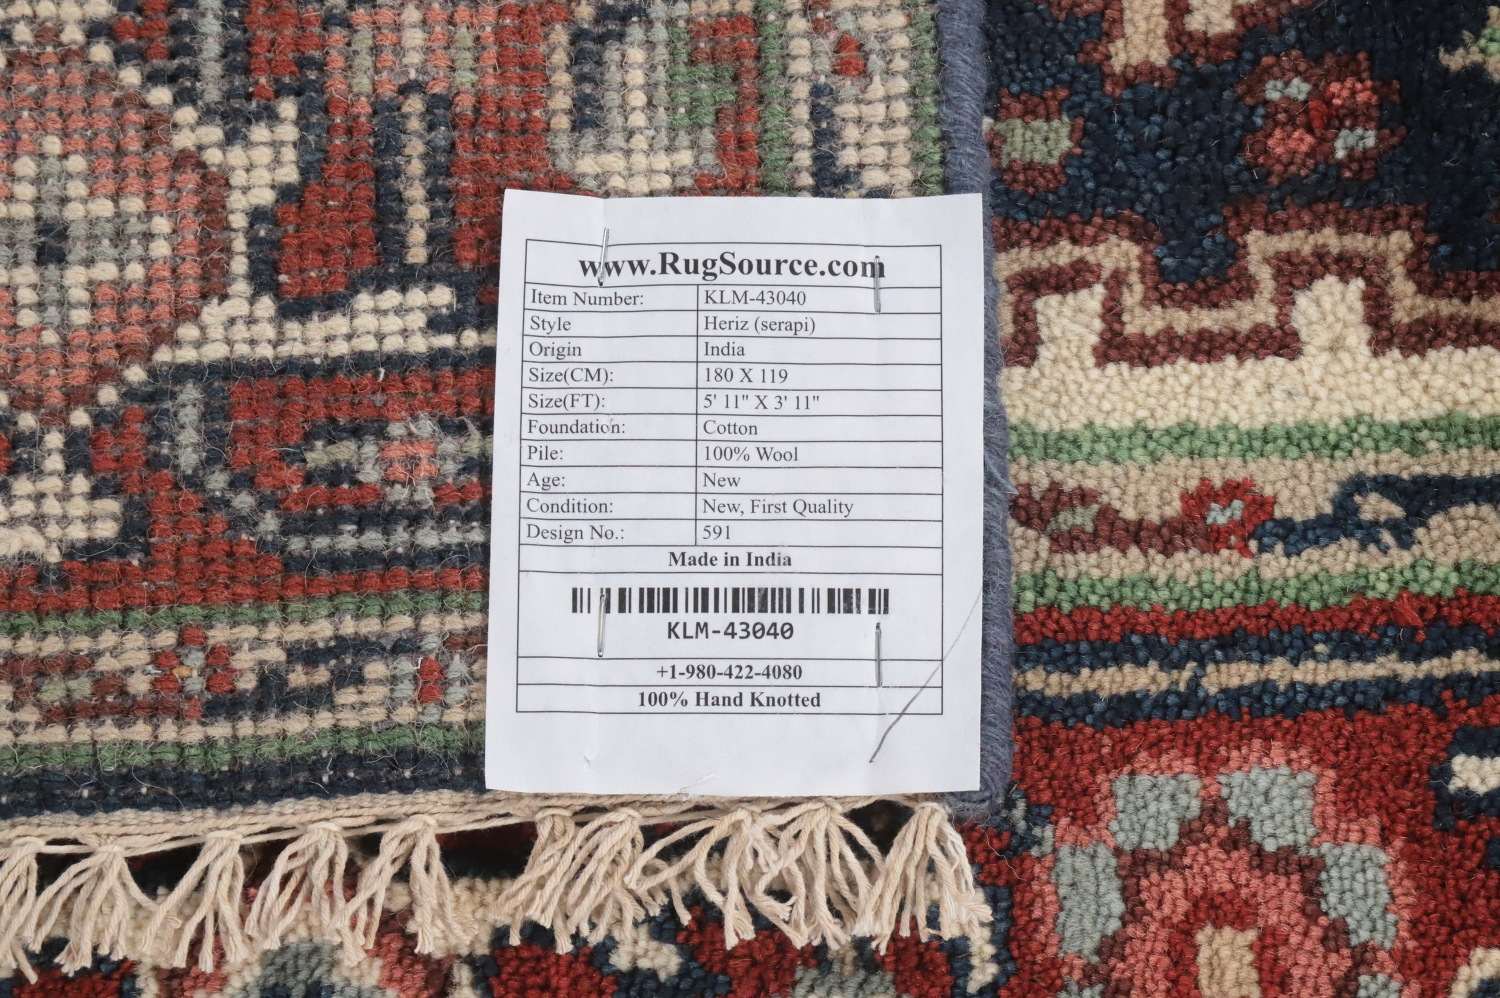 www.RugSource.com
Item Number: KLM-43040
Style Heriz (serapi)
Origin India
Size(CM): 180 X 119
Size(FT): 5' 11" X 3' 11"
Foundation: Cotton
Pile: 100% Wool
Age: New
Condition: New, First Quality
Design No.: 591
Made in India
KLM-43040
+1-980-422-4080
100% Hand Knotted